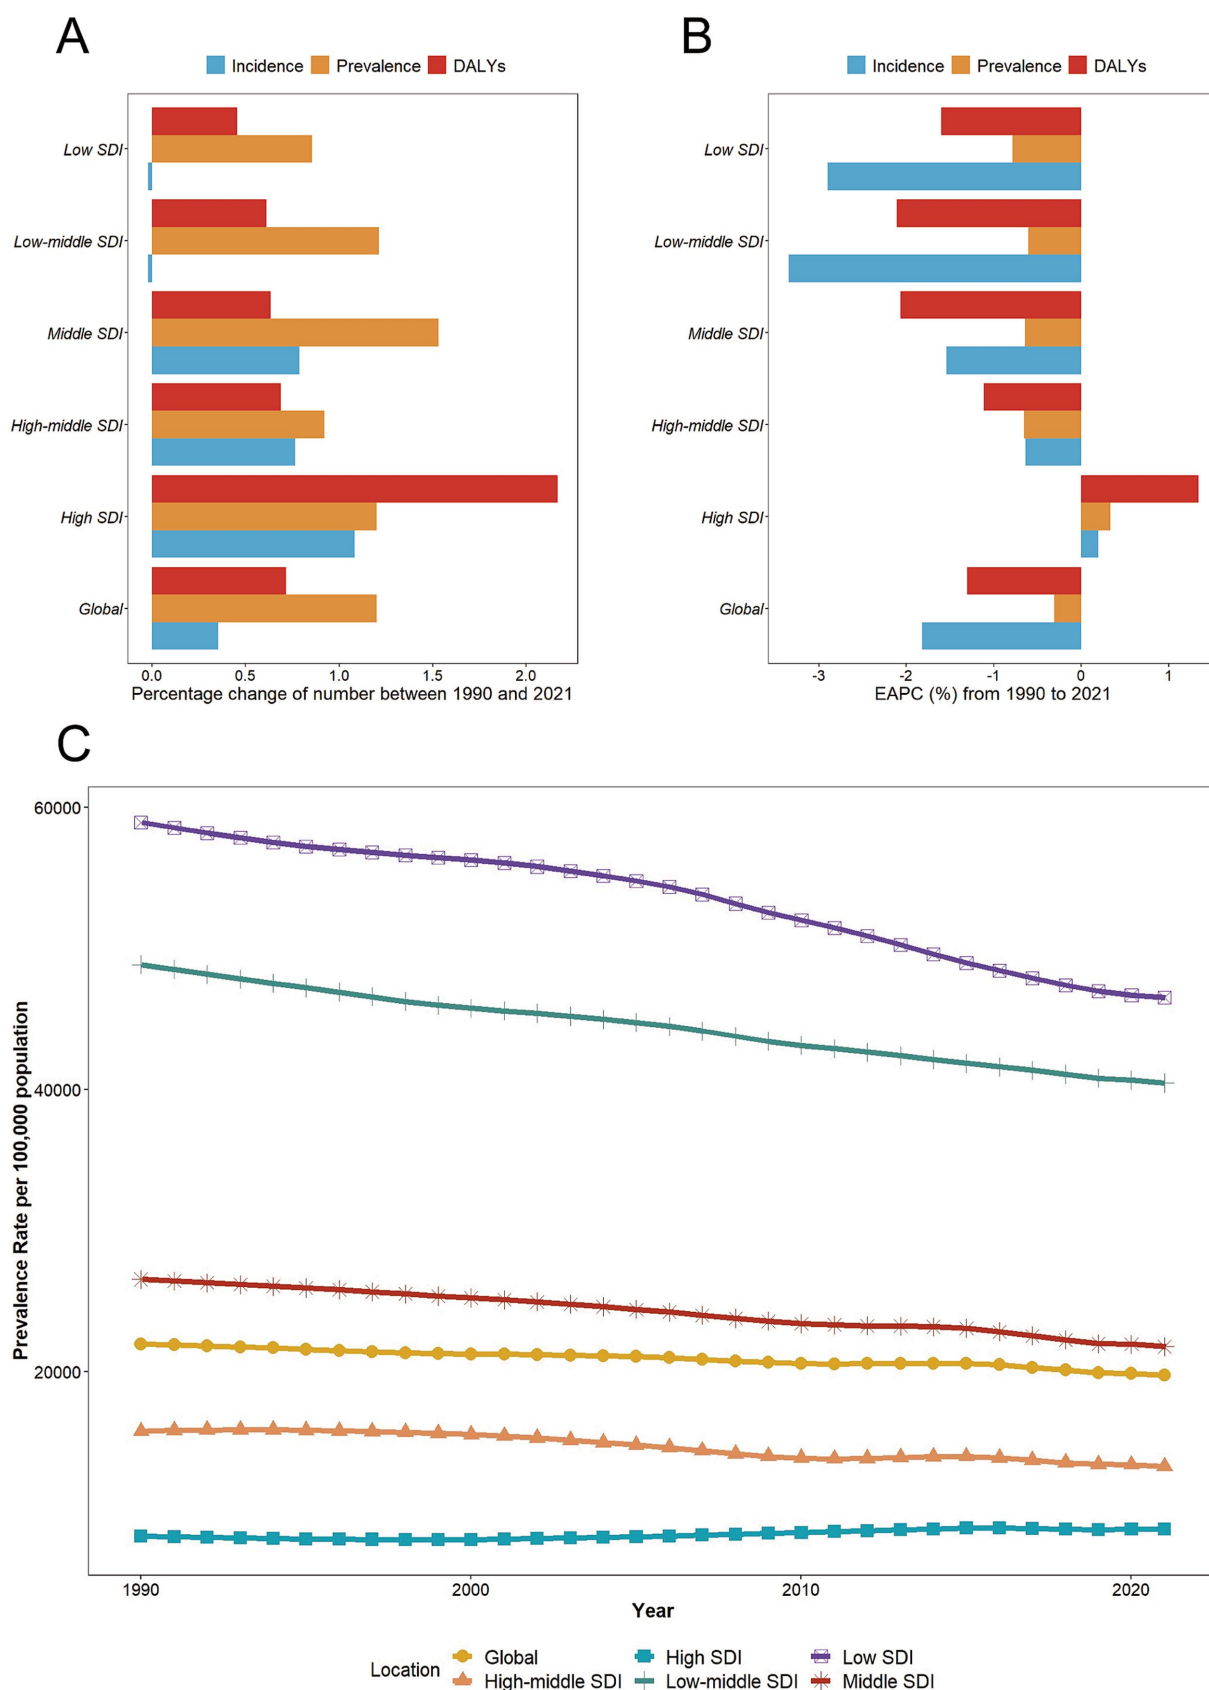 A
Incidence Prevalence DALYs
Low SDI
Low-middle SDI
Middle SDI
High-middle SDI
High SDI
Global
0.0 0.5 1.0 1.5 2.0
Percentage change of number between 1990 and 2021
B
Incidence Prevalence DALYs
Low SDI
Low-middle SDI
Middle SDI
High-middle SDI
High SDI
Global
-3 -2 -1 0 1
EAPC (%) from 1990 to 2021
C
Prevalence Rate per 100,000 population
60000
40000
20000
1990 2000 2010 2020
Year
Location
Global High SDI Low SDI
High-middle SDI Low-middle SDI Middle SDI